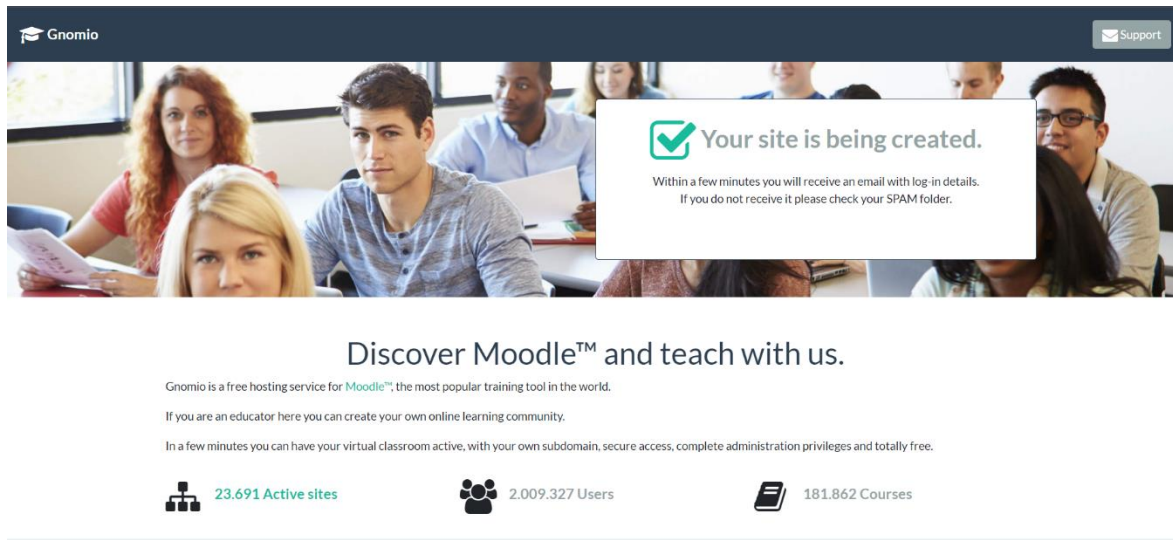 Gnomio
Support
Your site is being created.
Within a few minutes you will receive an email with log-in details.
If you do not receive it please check your SPAM folder.
Discover Moodle™ and teach with us.
Gnomio is a free hosting service for Moodle™, the most popular training tool in the world.
If you are an educator here you can create your own online learning community.
In a few minutes you can have your virtual classroom active, with your own subdomain, secure access, complete administration privileges and totally free.
23.691 Active sites
2.009.327 Users
181.862 Courses